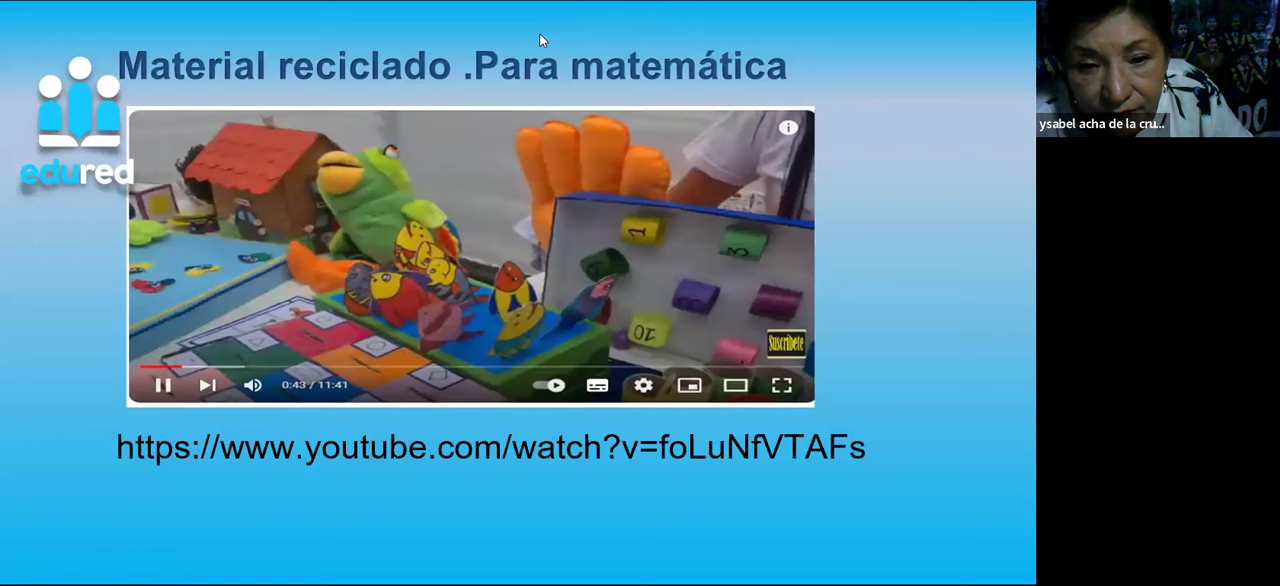 Material reciclado .Para matemática
edured
ysabel acha de la cru...
1
3
10
Suscribete
0:43 / 11:41
https://www.youtube.com/watch?v=foLuNfVTAFs